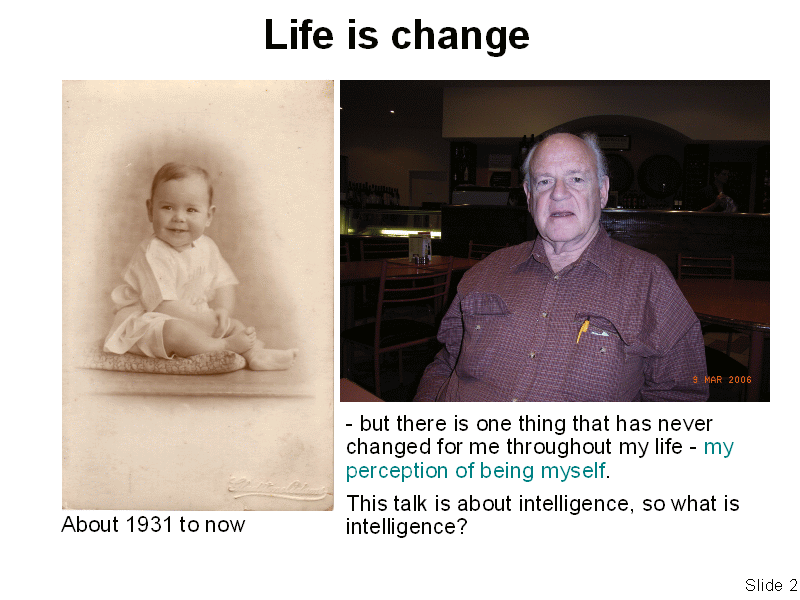 Life is change
9 MAR 2006
- but there is one thing that has never
changed for me throughout my life - my
perception of being myself.
This talk is about intelligence, so what is
intelligence?
About 1931 to now
Slide 2